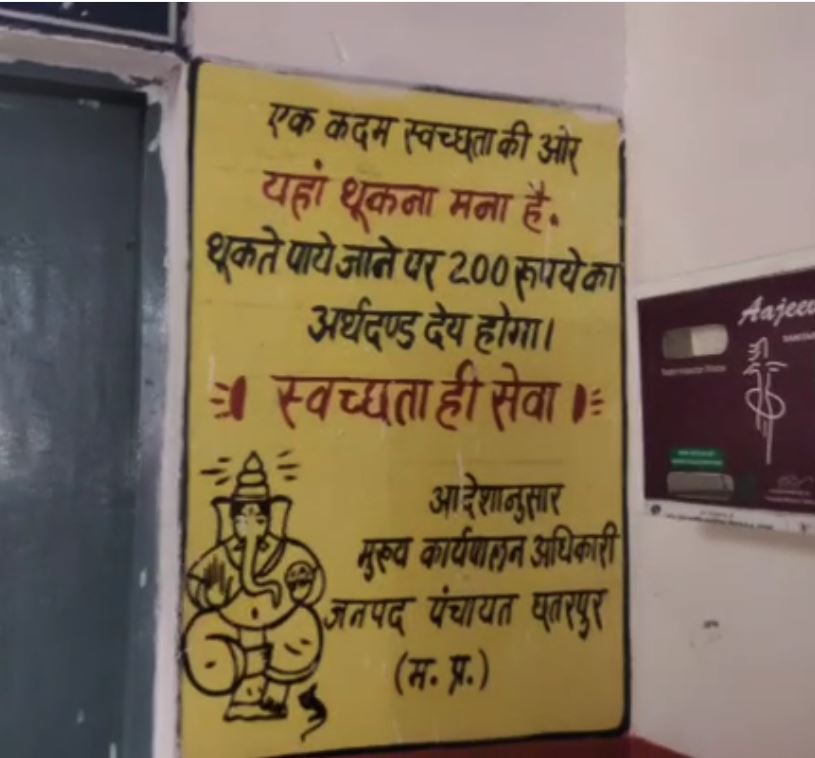 एक कदम स्वच्छता की ओर
यहां थूकना मना है.
थूकते पाये जाने पर 200 रूपये का
अर्थदण्ड देय होगा।
स्वच्छता ही सेवा
आदेशानुसार
मुख्य कार्यपालन अधिकारी
जनपद पंचायत छतरपुर
(म. प्र.)
Aajeev